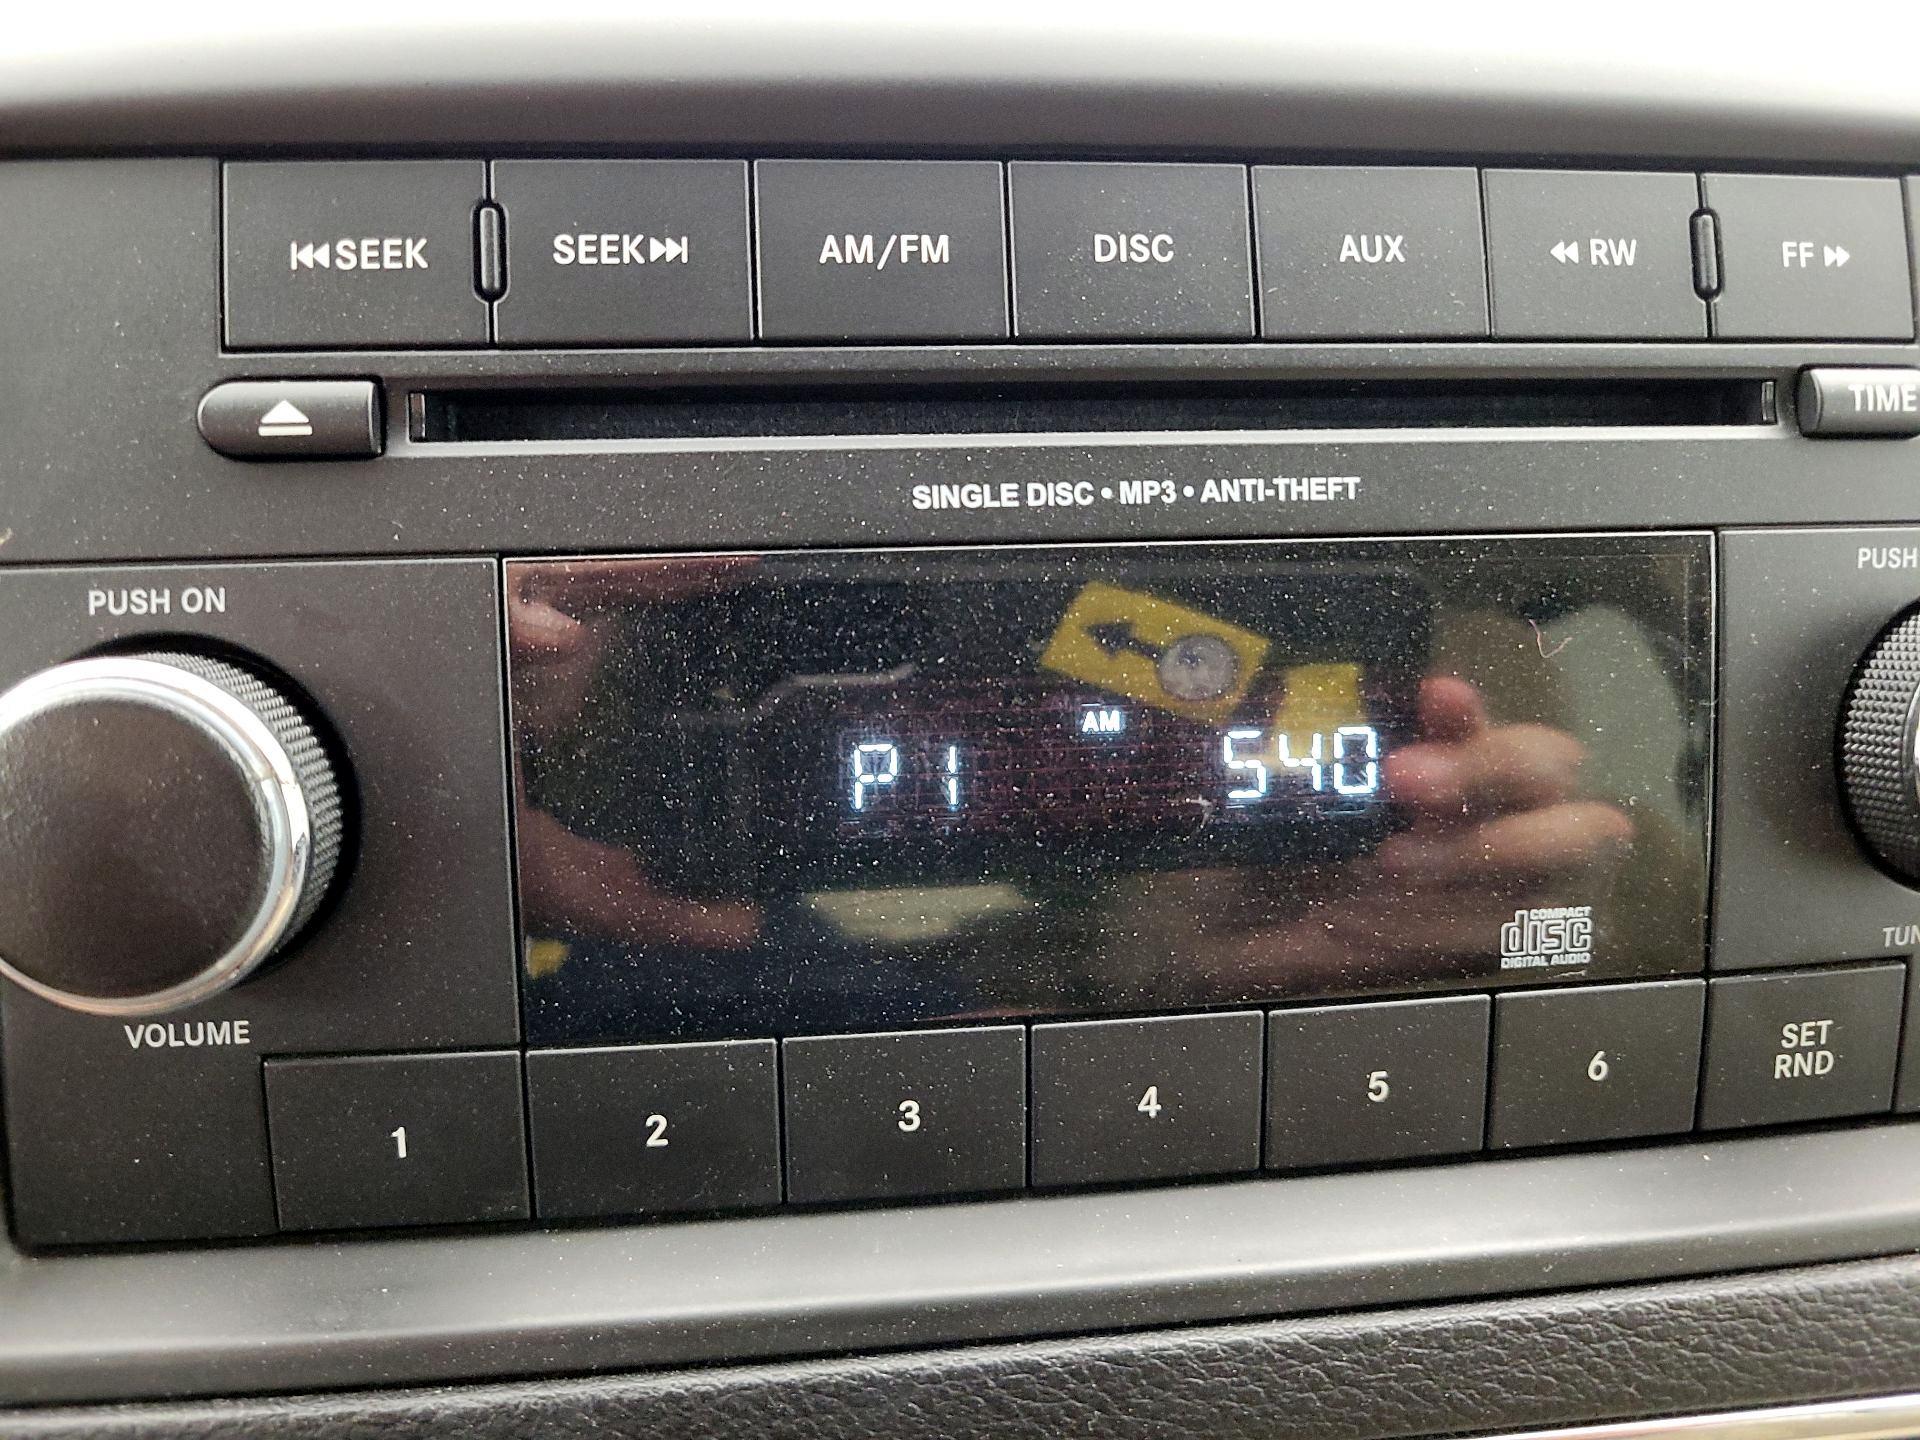 SEEK SEEK AM/FM DISC AUX RW FF
TIME
SINGLE DISC • MP3 • ANTI-THEFT
PUSH ON
PUSH
AM
P1 540
COMPACT
disc
DIGITAL AUDIO
VOLUME
1 2 3 4 5 6 SET
RND